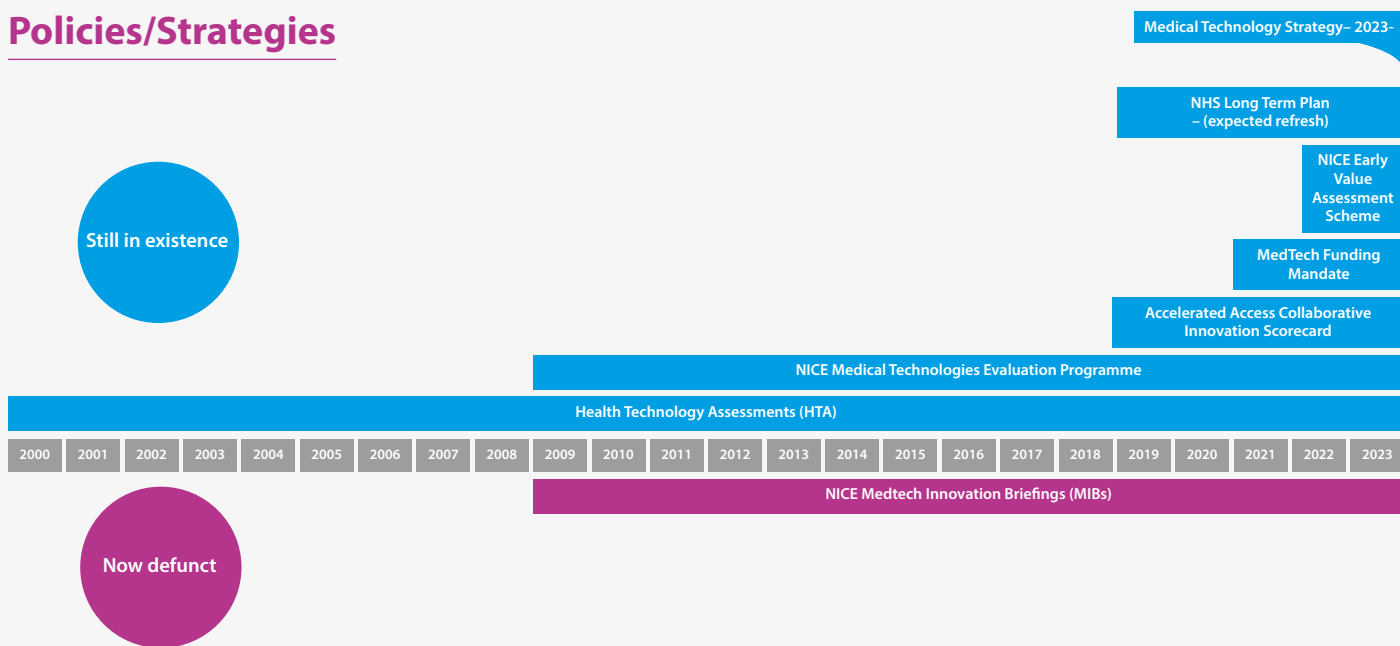 Policies/Strategies
Medical Technology Strategy– 2023-
NHS Long Term Plan
– (expected refresh)
Still in existence
NICE Early
Value
Assessment
Scheme
MedTech Funding
Mandate
Accelerated Access Collaborative
Innovation Scorecard
NICE Medical Technologies Evaluation Programme
Health Technology Assessments (HTA)
2000 2001 2002 2003 2004 2005 2006 2007 2008 2009 2010 2011 2012 2013 2014 2015 2016 2017 2018 2019 2020 2021 2022 2023
NICE Medtech Innovation Briefings (MIBs)
Now defunct